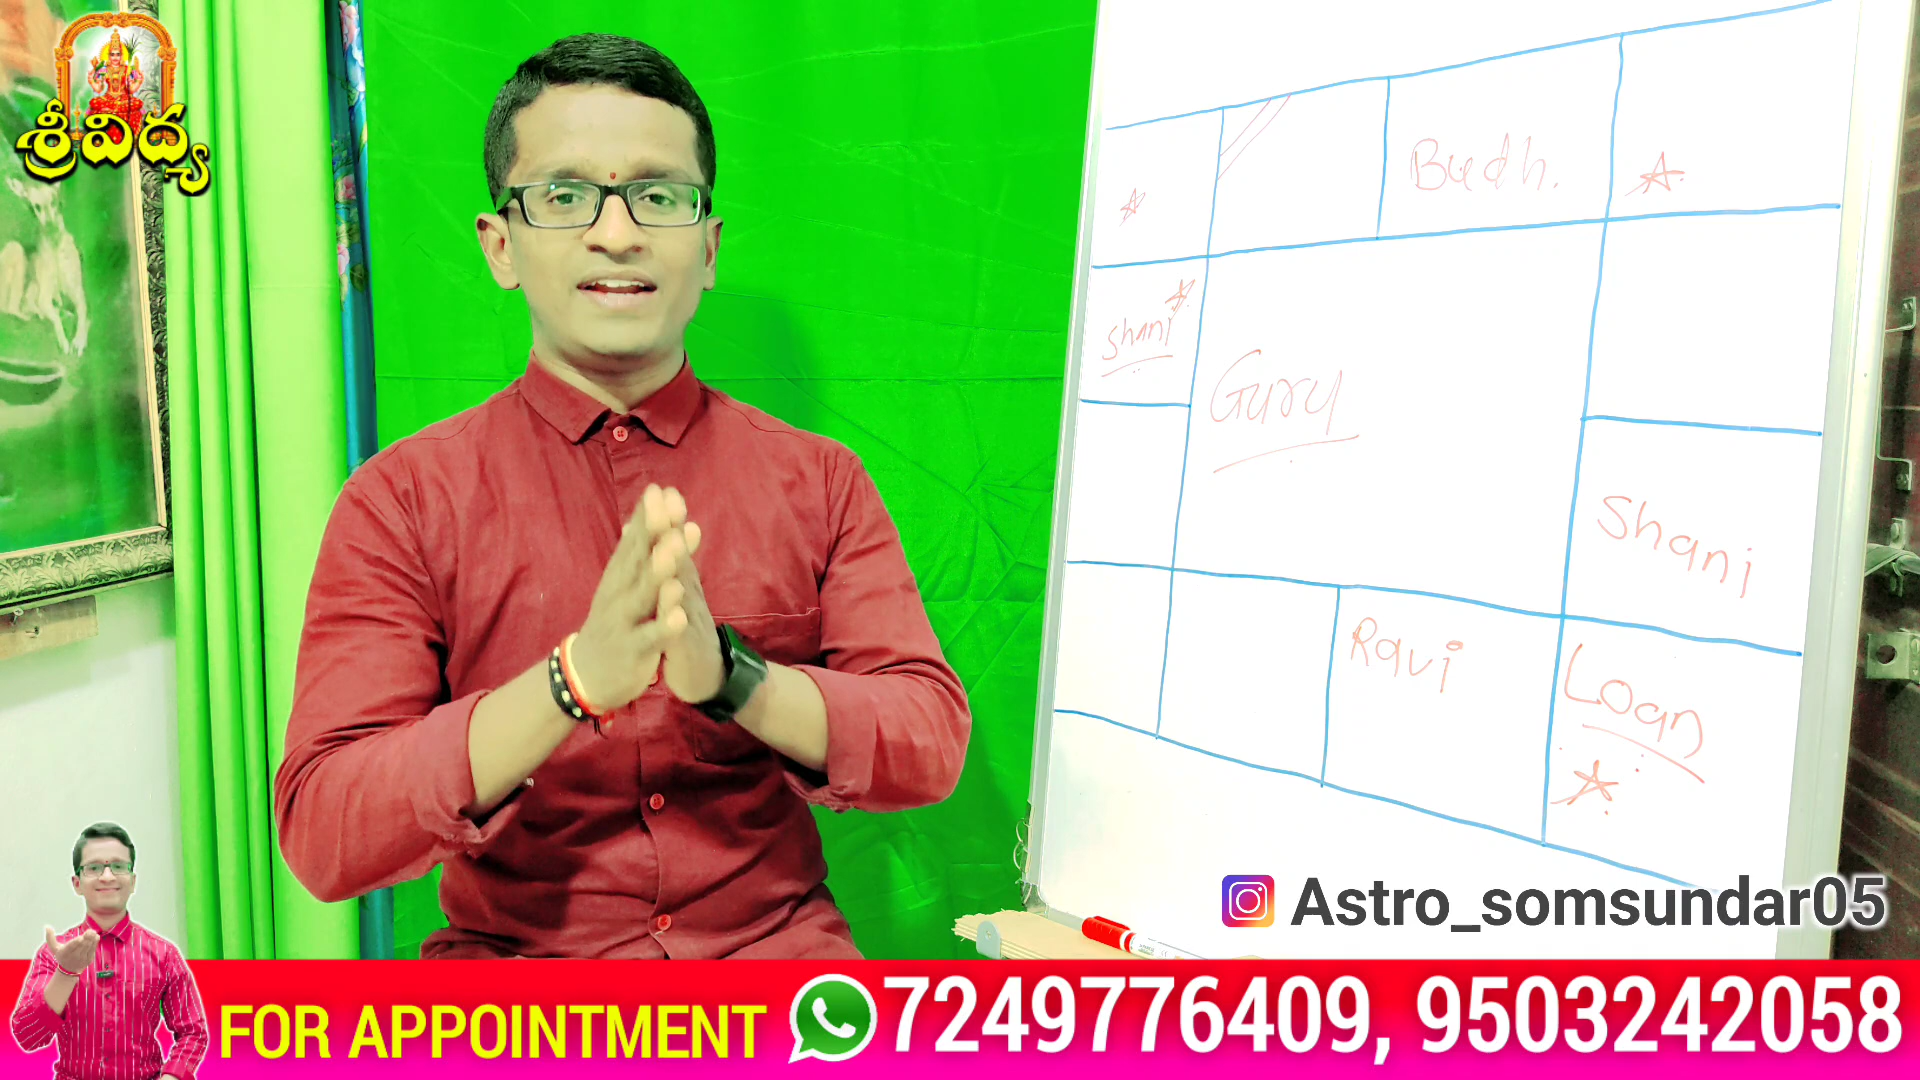 శ్రీవిద్య
Budh.
Shani
Guru
Shani
Ravi
Loan
Astro_somsundar05
FOR APPOINTMENT 7249776409, 9503242058